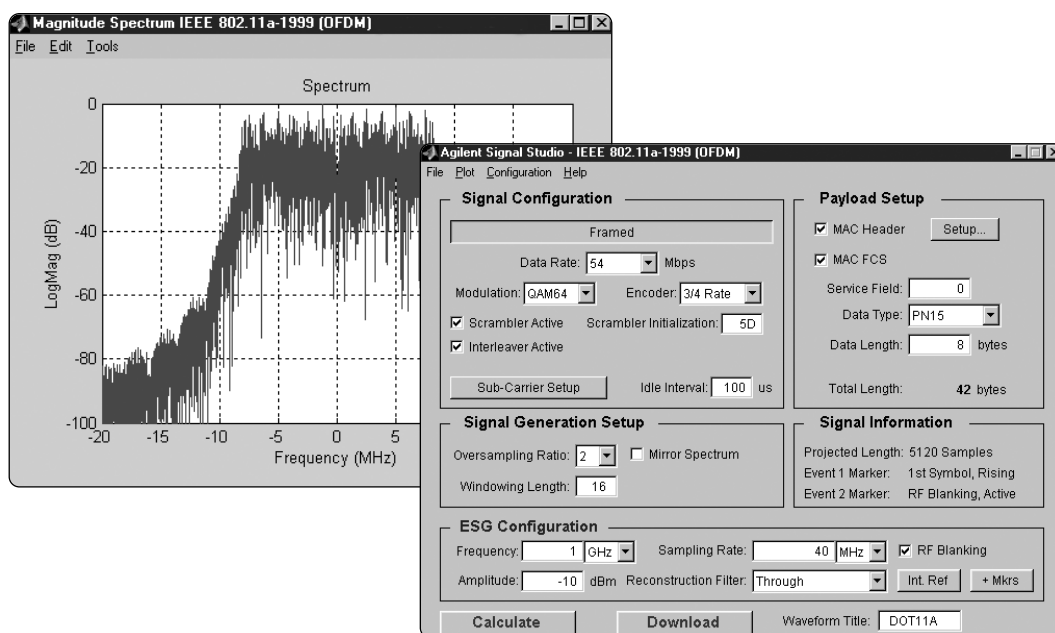 Magnitude Spectrum IEEE 802.11a-1999 (OFDM)
File Edit Tools
Spectrum
LogMag (dB)
0
-20
-40
-60
-80
-100
-20 -15 -10 -5 0 5
Frequency (MHz)
Agilent Signal Studio - IEEE 802.11a-1999 (OFDM)
File Plot Configuration Help
Signal Configuration
Framed
Data Rate: 54 Mbps
Modulation: QAM64 Encoder: 3/4 Rate
Scrambler Active Scrambler Initialization: 5D
Interleaver Active
Sub-Carrier Setup Idle Interval: 100 us
Payload Setup
MAC Header Setup...
MAC FCS
Service Field: 0
Data Type: PN15
Data Length: 8 bytes
Total Length: 42 bytes
Signal Generation Setup
Oversampling Ratio: 2 Mirror Spectrum
Windowing Length: 16
Signal Information
Projected Length: 5120 Samples
Event 1 Marker: 1st Symbol, Rising
Event 2 Marker: RF Blanking, Active
ESG Configuration
Frequency: 1 GHz Sampling Rate: 40 MHz RF Blanking
Amplitude: -10 dBm Reconstruction Filter: Through Int. Ref + Mkrs
Calculate Download Waveform Title: DOT11A